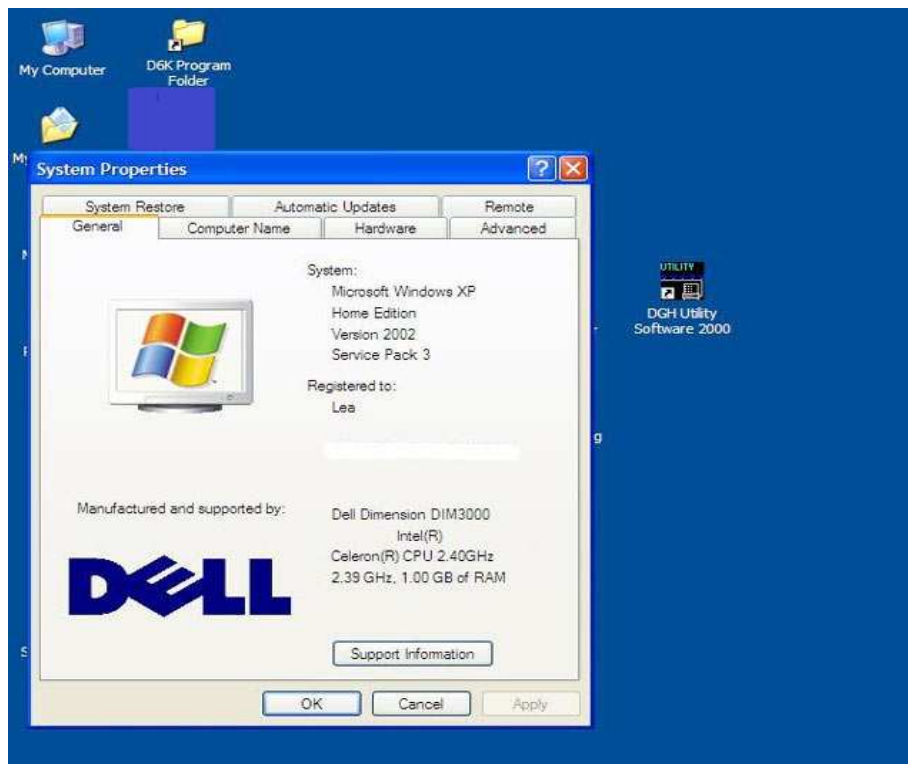 My Computer
D6K Program
Folder
My
System Properties
System Restore
Automatic Updates
Remote
General
Computer Name
Hardware
Advanced
System:
Microsoft Windows XP
Home Edition
Version 2002
Service Pack 3
Registered to:
Lea
UTILITY
DGH Utility
Software 2000
g
Manufactured and supported by:
DELL
Dell Dimension DIM3000
Intel(R)
Celeron(R) CPU 2.40GHz
2.39 GHz, 1.00 GB of RAM
Support Information
OK
Cancel
Apply